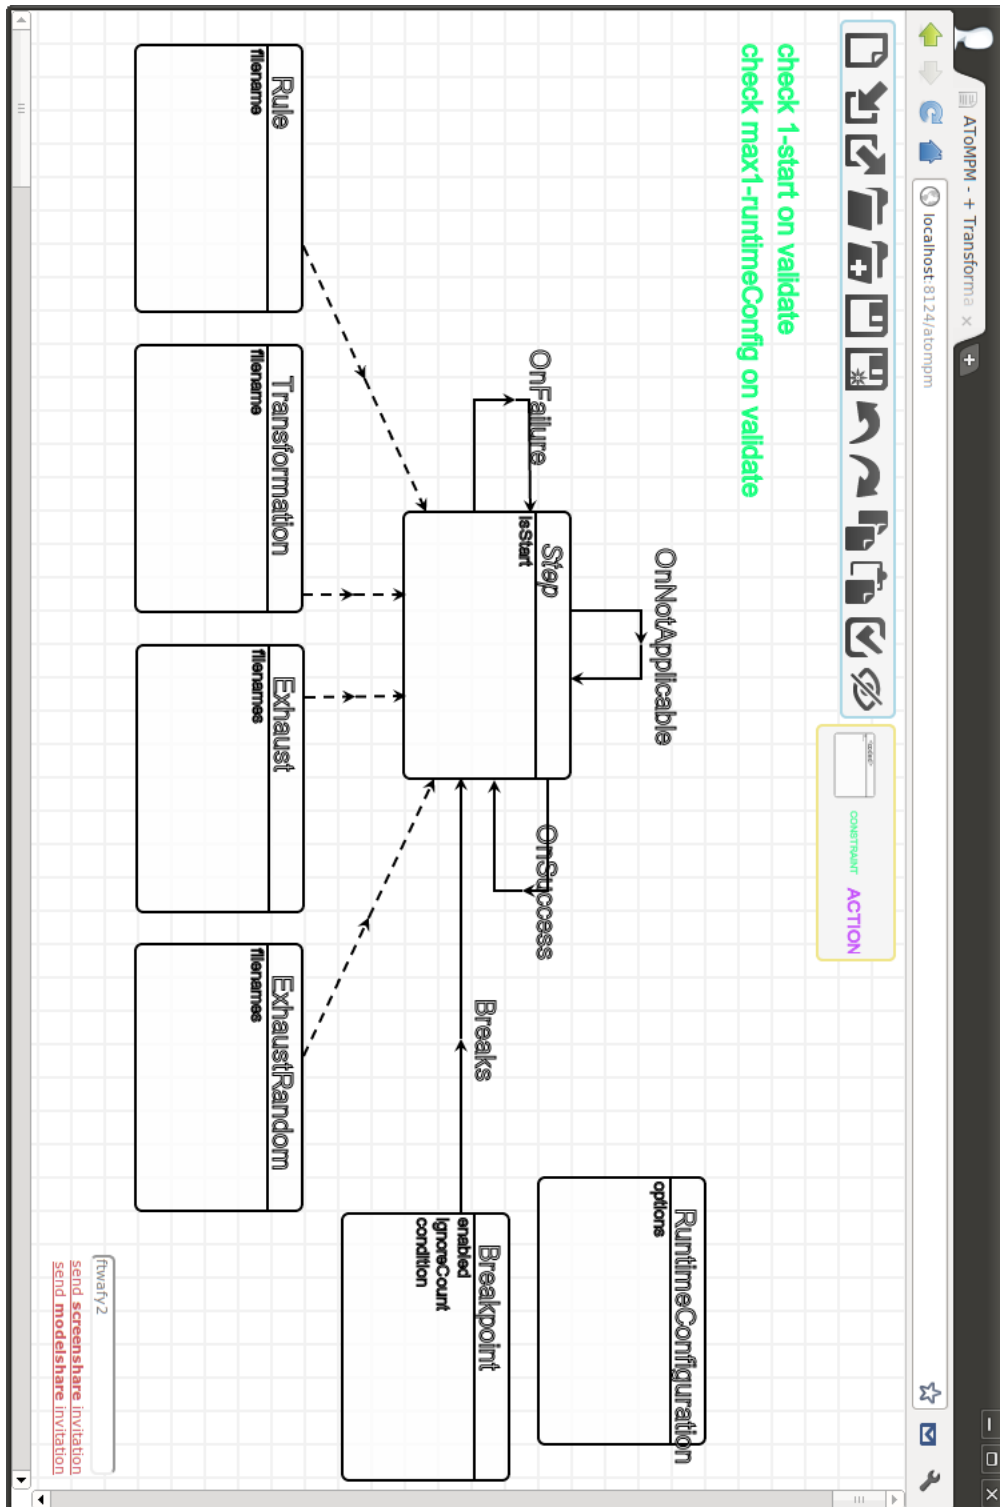 AToMPM - + Transforma
localhost:8124/atompm
CONSTRAINT
ACTION
check 1-start on validate
check max1-runtimeConfig on validate
OnNotApplicable
OnFailure
OnSuccess
Step
isStart
Breaks
RuntimeConfiguration
options
Breakpoint
enabled
ignoreCount
condition
Rule
filename
Transformation
filename
Exhaust
filenames
ExhaustRandom
filenames
ftwafy2
send screenshare invitation
send modelshare invitation